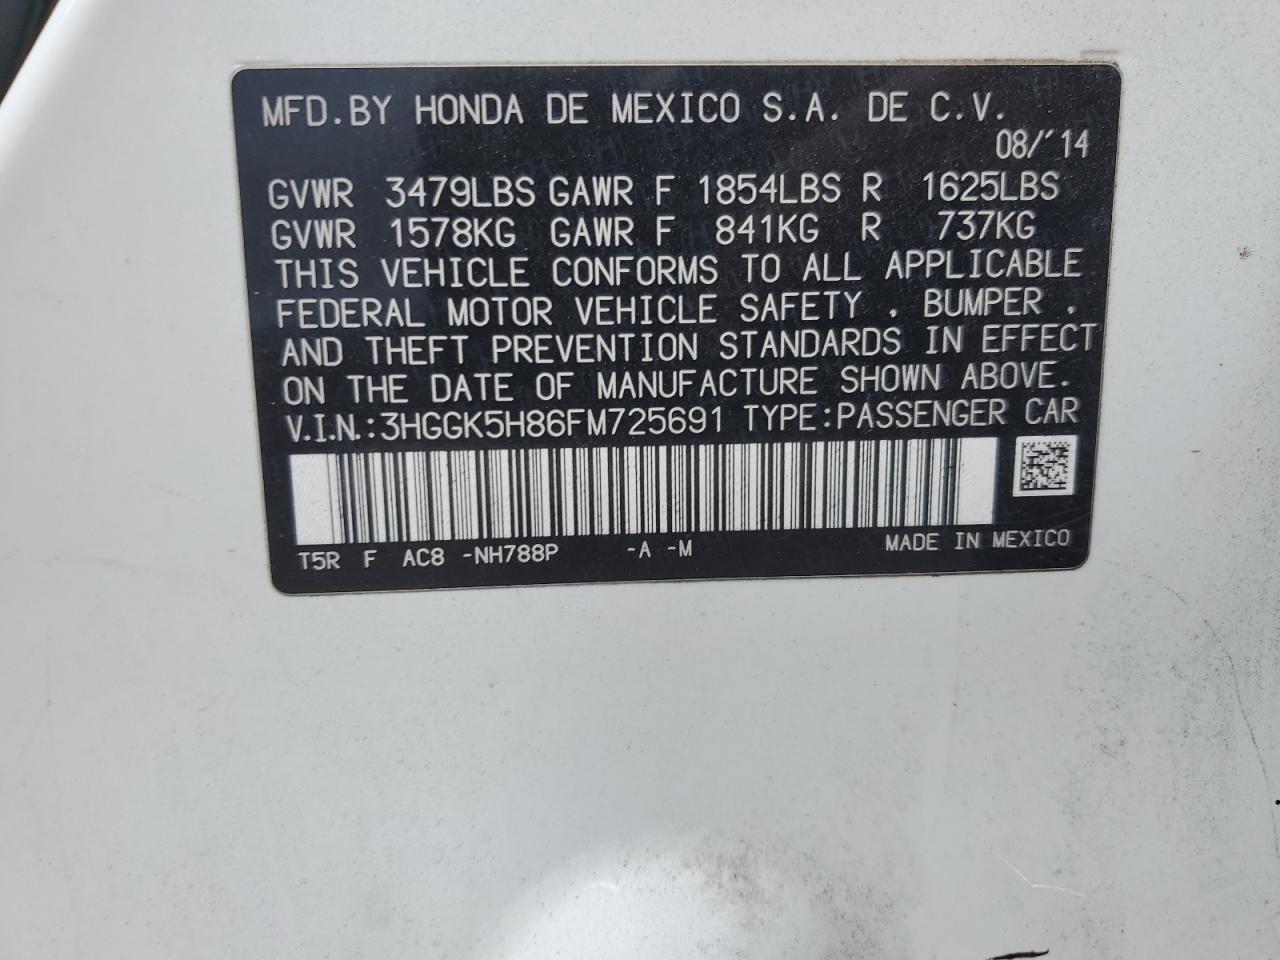 MFD.BY HONDA DE MEXICO S.A. DE C.V.
08/'14
GVWR 3479LBS GAWR F 1854LBS R 1625LBS
GVWR 1578KG GAWR F 841KG R 737KG
THIS VEHICLE CONFORMS TO ALL APPLICABLE
FEDERAL MOTOR VEHICLE SAFETY , BUMPER ,
AND THEFT PREVENTION STANDARDS IN EFFECT
ON THE DATE OF MANUFACTURE SHOWN ABOVE.
V.I.N.:3HGGK5H86FM725691 TYPE:PASSENGER CAR
T5R F AC8 -NH788P -A -M MADE IN MEXICO